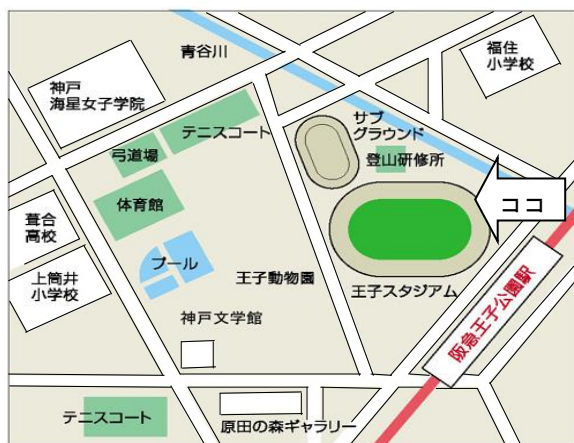 青谷川
福住
小学校
神戸
海星女子学院
サブ
グラウンド
テニスコート
弓道場
登山研修所
ココ
体育館
葺合
高校
プール
上筒井
小学校
王子動物園
王子スタジアム
神戸文学館
阪急王子公園駅
テニスコート
原田の森ギャラリー